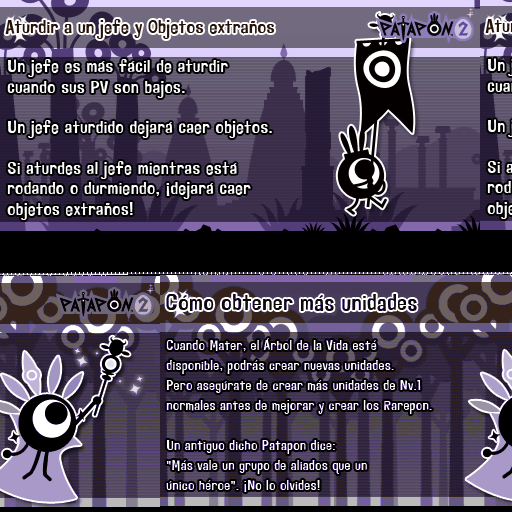 Aturdir a un jefe y Objetos extraños
PATAPON 2
Atur
Un jefe es más fácil de aturdir
cuando sus PV son bajos.
Un j
cua
Un jefe aturdido dejará caer objetos.
Un j
Si aturdes al jefe mientras está
rodando o durmiendo, ¡dejará caer
objetos extraños!
Si a
rod
obje
PATAPON 2
Cómo obtener más unidades
Cuando Mater, el Árbol de la Vida esté
disponible, podrás crear nuevas unidades.
Pero asegúrate de crear más unidades de Nv.1
normales antes de mejorar y crear los Rarepon.
Un antiguo dicho Patapon dice:
"Más vale un grupo de aliados que un
único héroe". ¡No lo olvides!